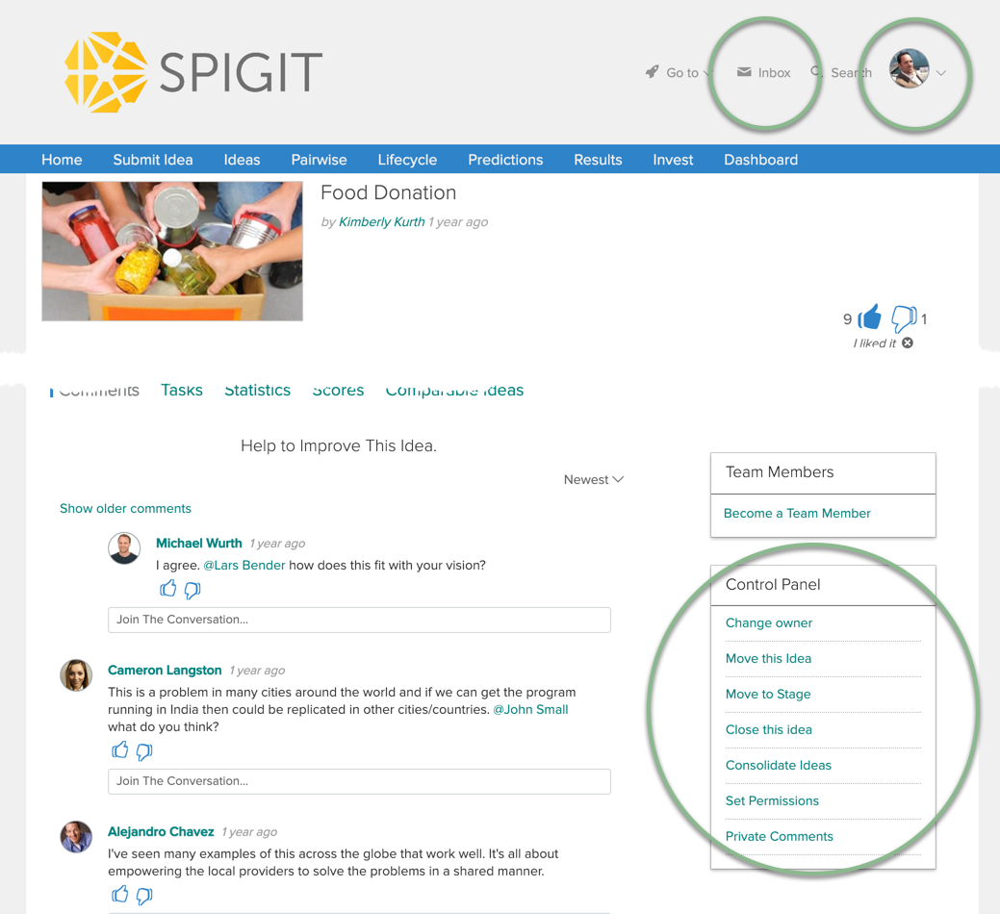 SPIGIT
Go to
Inbox
Search
Home Submit Idea Ideas Pairwise Lifecycle Predictions Results Invest Dashboard
Food Donation
by Kimberly Kurth 1 year ago
9 1
I liked it
Comments Tasks Statistics Scores Comparable Ideas
Help to Improve This Idea.
Newest
Show older comments
Michael Wurth 1 year ago
I agree. @Lars Bender how does this fit with your vision?
Join The Conversation...
Cameron Langston 1 year ago
This is a problem in many cities around the world and if we can get the program
running in India then could be replicated in other cities/countries. @John Small
what do you think?
Join The Conversation...
Alejandro Chavez 1 year ago
I've seen many examples of this across the globe that work well. It's all about
empowering the local providers to solve the problems in a shared manner.
Team Members
Become a Team Member
Control Panel
Change owner
Move this Idea
Move to Stage
Close this idea
Consolidate Ideas
Set Permissions
Private Comments